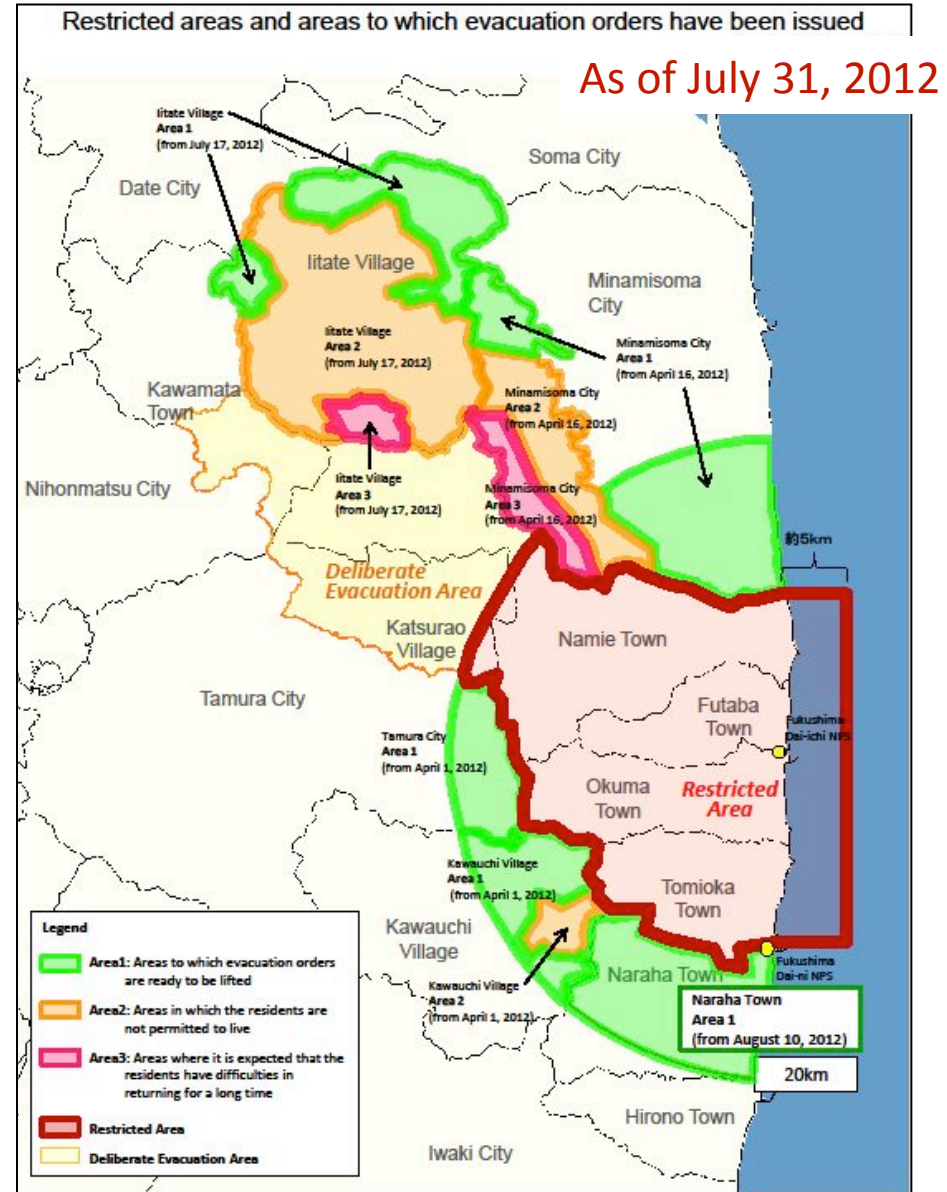 Restricted areas and areas to which evacuation orders have been issued
As of July 31, 2012
Iitate Village
Area 1
(from July 17, 2012)
Soma City
Date City
Iitate Village
Minamisoma
City
Iitate Village
Area 2
(from July 17, 2012)
Minamisoma City
Area 1
(from April 16, 2012)
Kawamata
Town
Minamisoma City
Area 2
(from April 16, 2012)
Nihonmatsu City
Iitate Village
Area 3
(from July 17, 2012)
Minamisoma City
Area 3
(from April 16, 2012)
約5km
Deliberate
Evacuation Area
Katsurao
Village
Namie Town
Tamura City
Futaba
Town
Fukushima
Dai-ichi NPS
Tamura City
Area 1
(from April 1, 2012)
Okuma
Town
Restricted
Area
Kawauchi Village
Area 1
(from April 1, 2012)
Tomioka
Town
Kawauchi
Village
Fukushima
Dai-ni NPS
Naraha Town
Kawauchi Village
Area 2
(from April 1, 2012)
Naraha Town
Area 1
(from August 10, 2012)
20km
Hirono Town
Iwaki City
Legend
Area1: Areas to which evacuation orders
are ready to be lifted
Area2: Areas in which the residents are
not permitted to live
Area3: Areas where it is expected that the
residents have difficulties in
returning for a long time
Restricted Area
Deliberate Evacuation Area